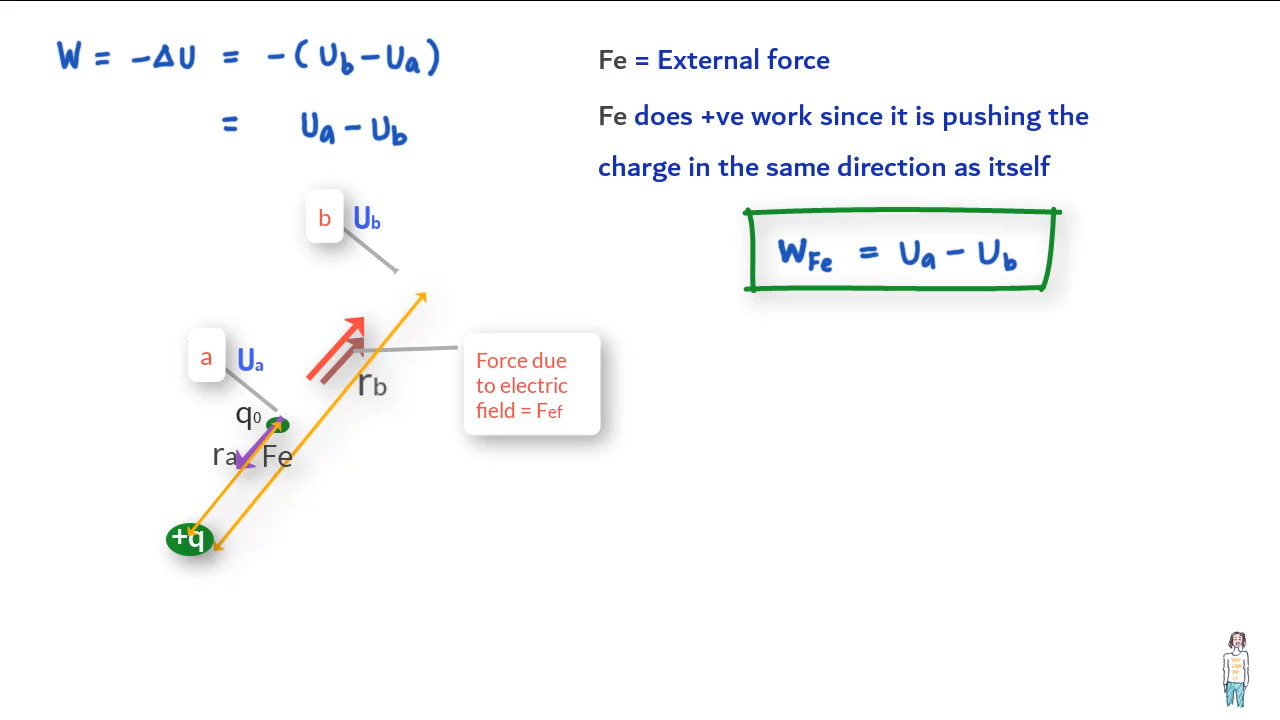 W = -ΔU = -(Ub - Ua)
= Ua - Ub
Fe = External force
Fe does +ve work since it is pushing the
charge in the same direction as itself
WFe = Ua - Ub
b Ub
a Ua
Force due
to electric
field = Fef
rb
q0
ra Fe
+q